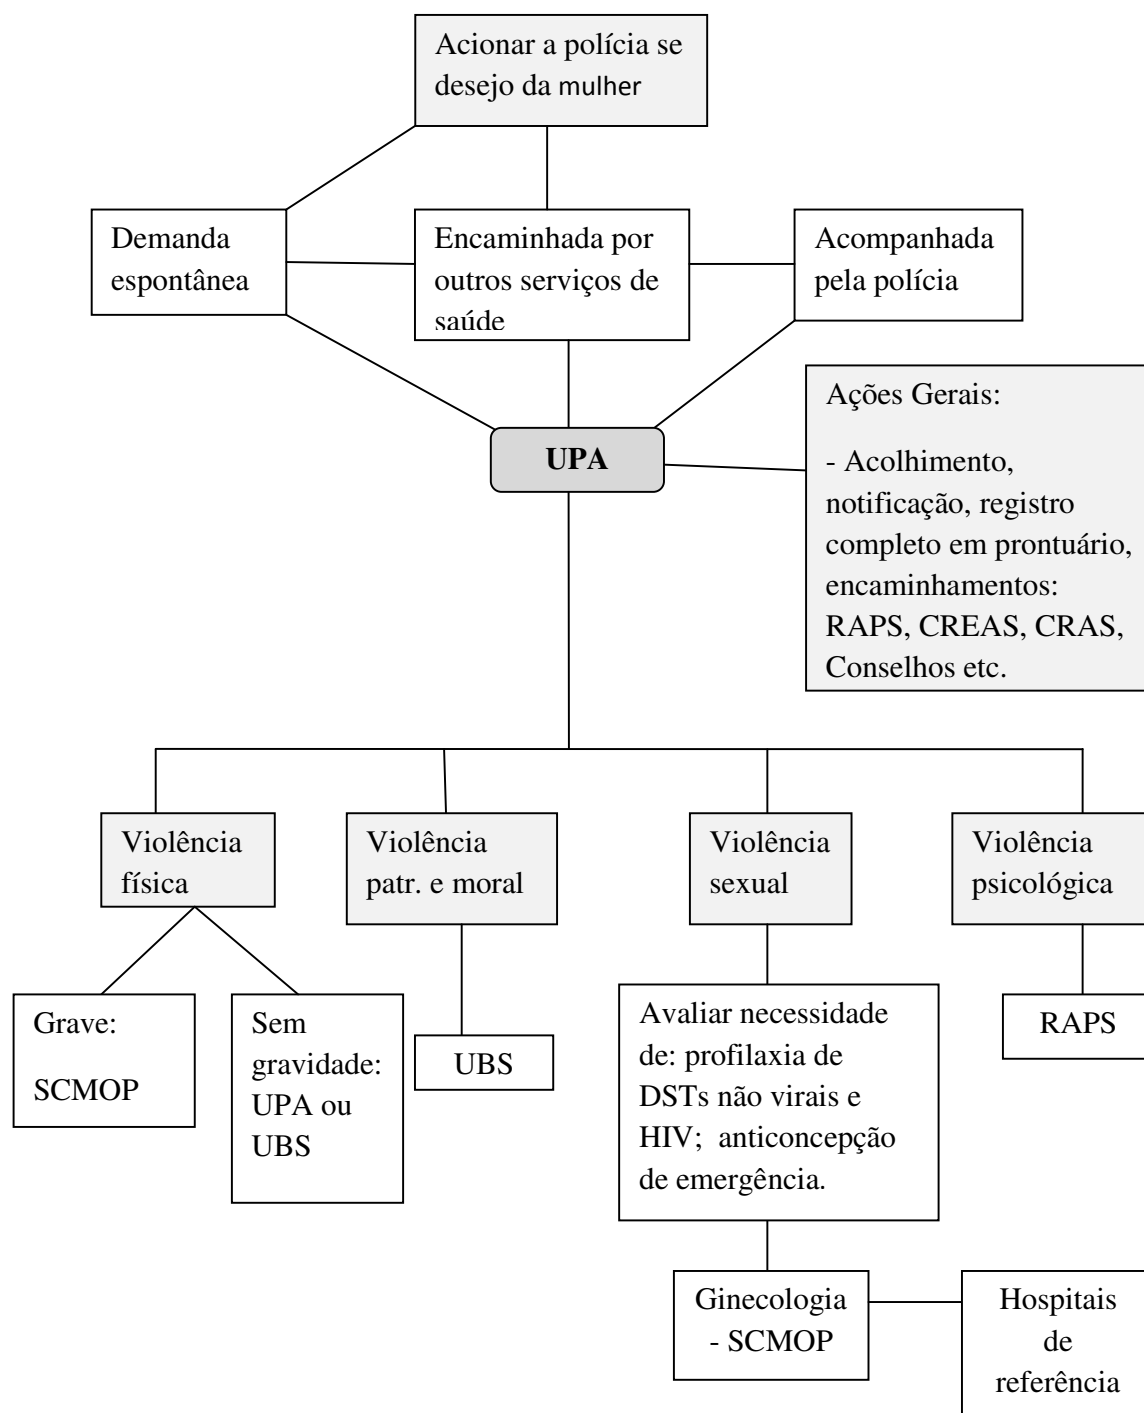 Acionar a polícia se
desejo da mulher
Demanda
espontânea
Encaminhada por
outros serviços de
saúde
Acompanhada
pela polícia
UPA
Ações Gerais:
- Acolhimento,
notificação, registro
completo em prontuário,
encaminhamentos:
RAPS, CREAS, CRAS,
Conselhos etc.
Violência
física
Violência
patr. e moral
Violência
sexual
Violência
psicológica
Grave:
SCMOP
Sem
gravidade:
UPA ou
UBS
UBS
Avaliar necessidade
de: profilaxia de
DSTs não virais e
HIV;  anticoncepção
de emergência.
RAPS
Ginecologia
- SCMOP
Hospitais
de
referência